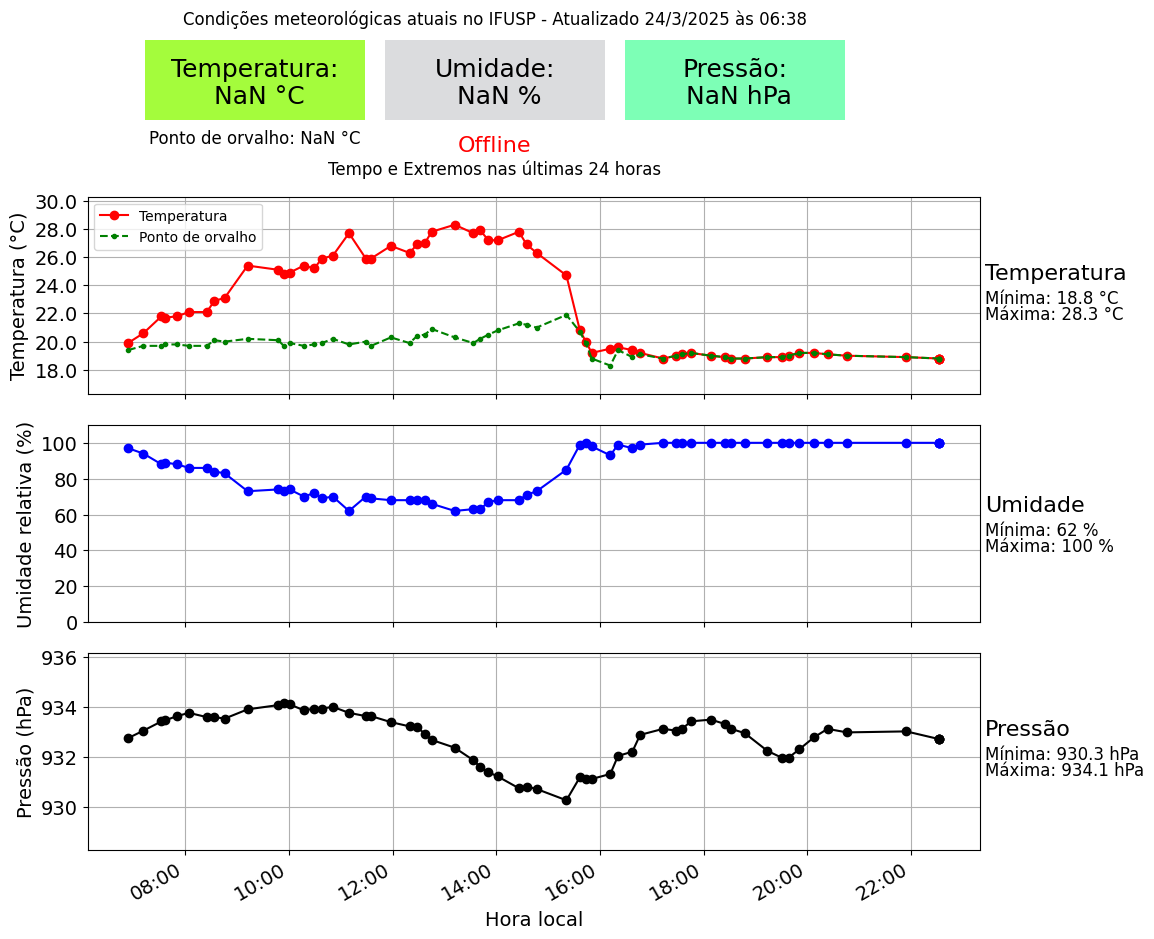 Condições meteorológicas atuais no IFUSP - Atualizado 24/3/2025 às 06:38
Temperatura:
NaN °C
Umidade:
NaN %
Pressão:
NaN hPa
Ponto de orvalho: NaN °C
Offline
Tempo e Extremos nas últimas 24 horas
Temperatura (°C)
30.0
28.0
26.0
24.0
22.0
20.0
18.0
Temperatura
Ponto de orvalho
Temperatura
Mínima: 18.8 °C
Máxima: 28.3 °C
Umidade relativa (%)
100
80
60
40
20
0
Umidade
Mínima: 62 %
Máxima: 100 %
Pressão (hPa)
936
934
932
930
Pressão
Mínima: 930.3 hPa
Máxima: 934.1 hPa
08:00
10:00
12:00
14:00
16:00
18:00
20:00
22:00
Hora local